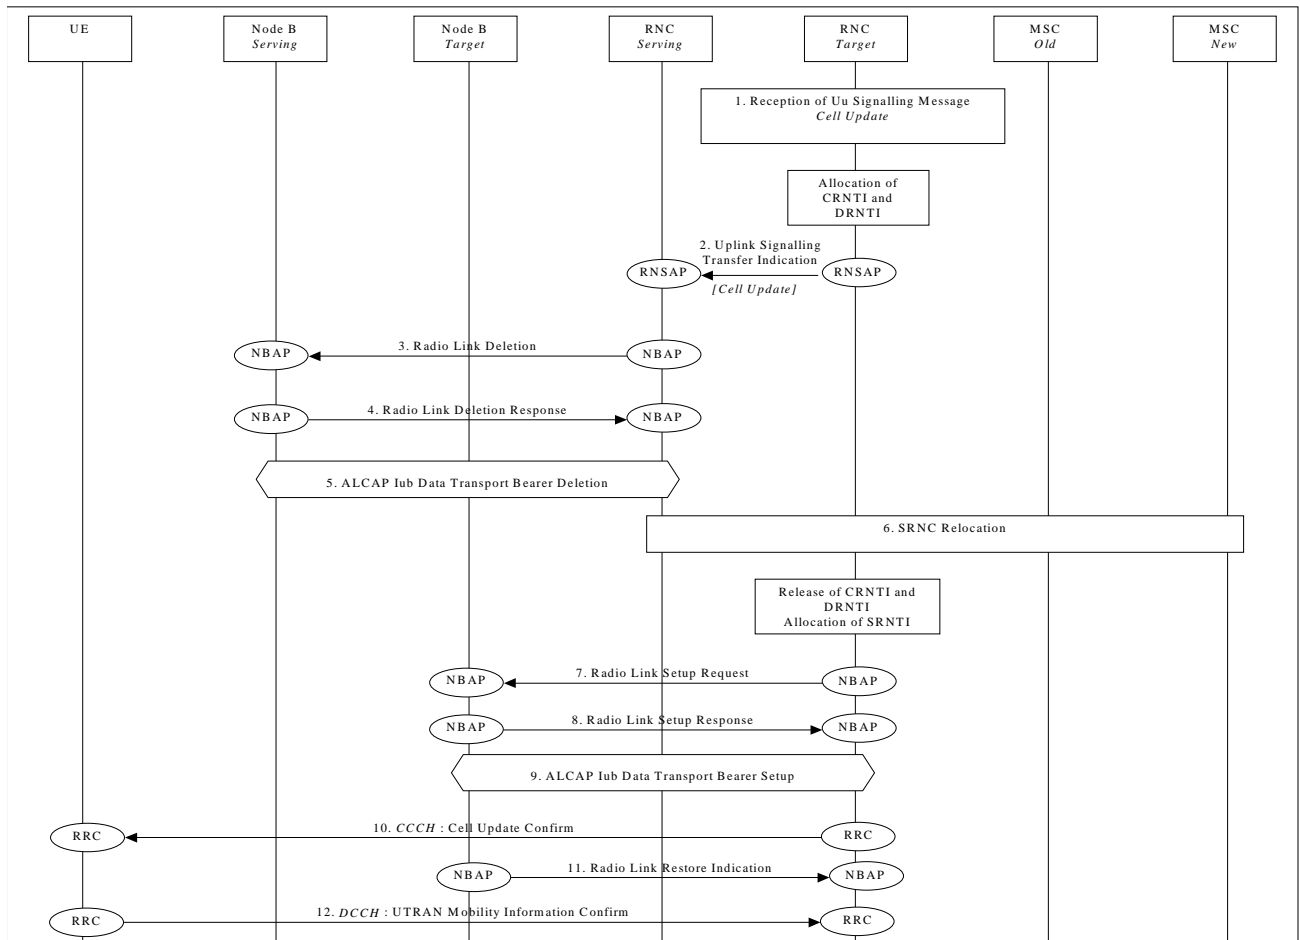 UE
Node B
Serving
Node B
Target
RNC
Serving
RNC
Target
MSC
Old
MSC
New
1. Reception of Uu Signalling Message
Cell Update
Allocation of
CRNTI and
DRNTI
2. Uplink Signalling
Transfer Indication
RNSAP
RNSAP
[Cell Update]
NBAP
3. Radio Link Deletion
NBAP
NBAP
4. Radio Link Deletion Response
NBAP
5. ALCAP Iub Data Transport Bearer Deletion
6. SRNC Relocation
Release of CRNTI and
DRNTI
Allocation of SRNTI
NBAP
7. Radio Link Setup Request
NBAP
NBAP
8. Radio Link Setup Response
NBAP
9. ALCAP Iub Data Transport Bearer Setup
RRC
10. CCCH : Cell Update Confirm
RRC
NBAP
11. Radio Link Restore Indication
NBAP
RRC
12. DCCH : UTRAN Mobility Information Confirm
RRC